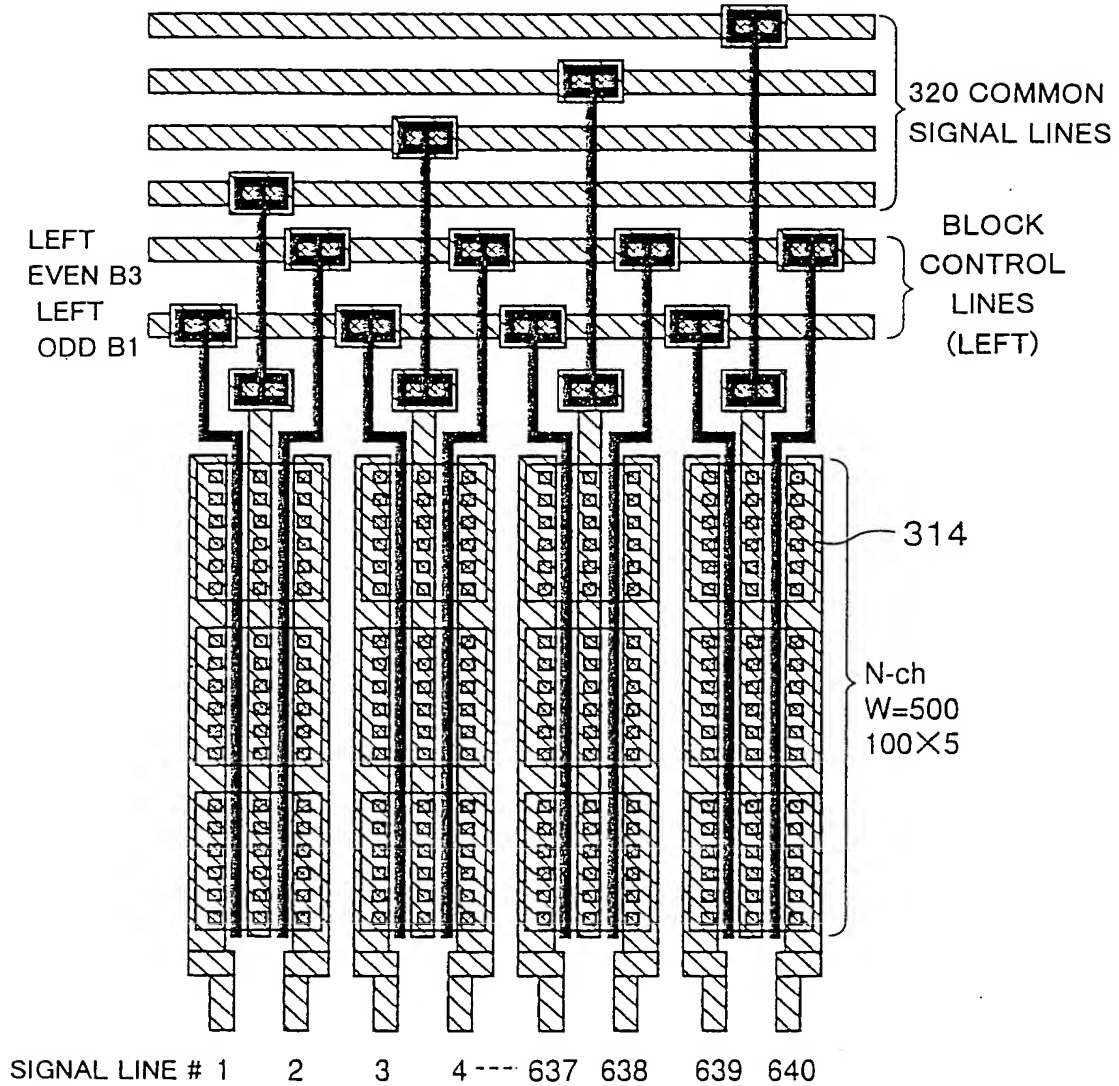 320 COMMON
SIGNAL LINES
LEFT
EVEN B3
LEFT
ODD B1
BLOCK
CONTROL
LINES
(LEFT)
314
N-ch
W=500
100×5
SIGNAL LINE # 1 2 3 4 ---- 637 638 639 640